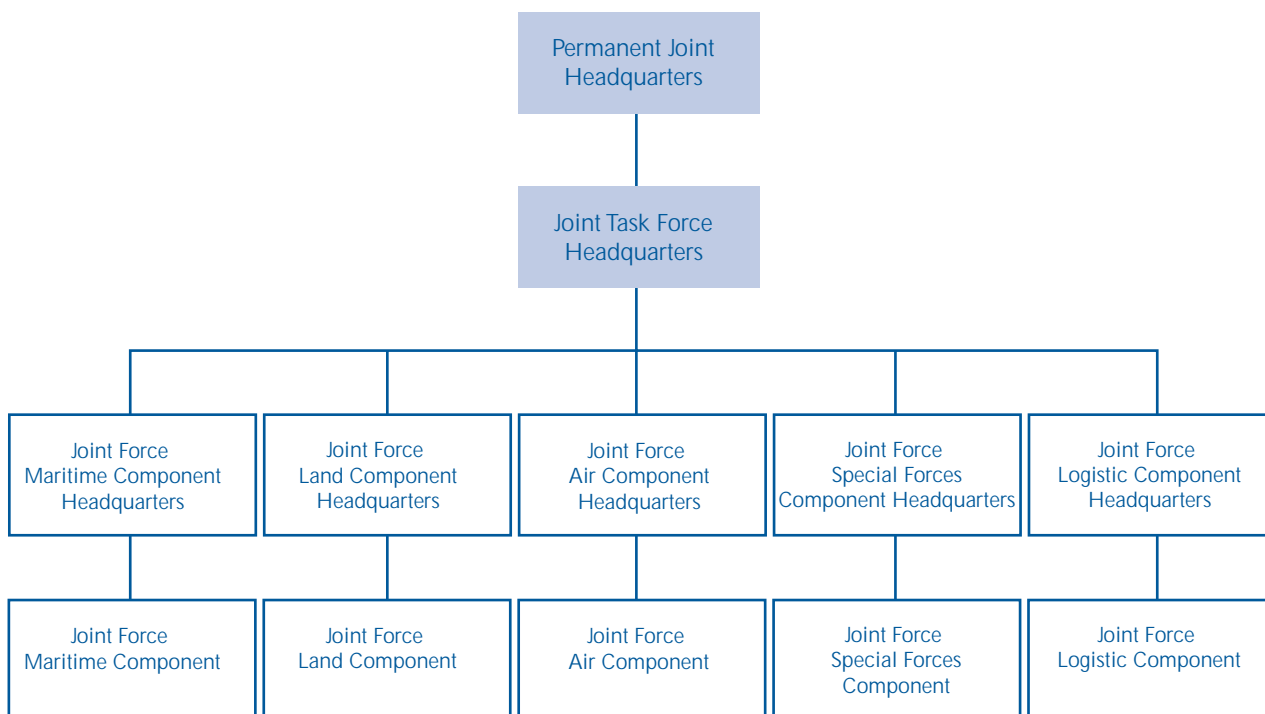 Permanent Joint
Headquarters
Joint Task Force
Headquarters
Joint Force
Maritime Component
Headquarters
Joint Force
Land Component
Headquarters
Joint Force
Air Component
Headquarters
Joint Force
Special Forces
Component Headquarters
Joint Force
Logistic Component
Headquarters
Joint Force
Maritime Component
Joint Force
Land Component
Joint Force
Air Component
Joint Force
Special Forces
Component
Joint Force
Logistic Component